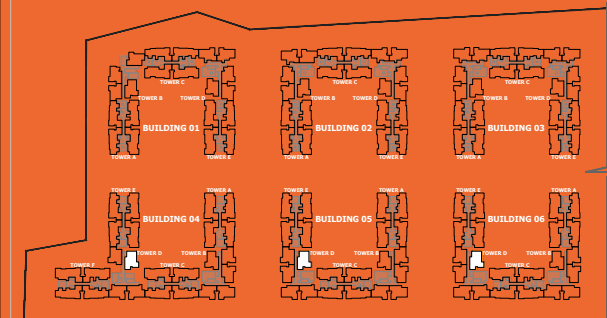 TOWER C
TOWER B TOWER D
BUILDING 01
TOWER A TOWER E
TOWER C
TOWER B TOWER D
BUILDING 02
TOWER A TOWER E
TOWER C
TOWER B TOWER D
BUILDING 03
TOWER A TOWER E
TOWER E TOWER A
BUILDING 04
TOWER D TOWER B
TOWER F TOWER C
TOWER E TOWER A
BUILDING 05
TOWER D TOWER B
TOWER C
TOWER E TOWER A
BUILDING 06
TOWER D TOWER B
TOWER C